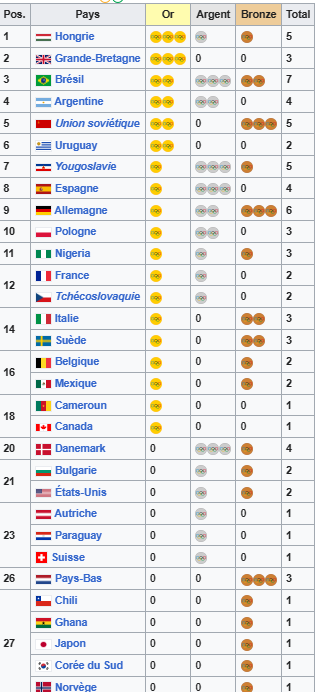 Pos. Pays Or Argent Bronze Total
1 Hongrie 5
2 Grande-Bretagne 0 0 3
3 Brésil 7
4 Argentine 0 4
5 Union soviétique 0 5
6 Uruguay 0 0 2
7 Yougoslavie 5
8 Espagne 0 4
9 Allemagne 6
10 Pologne 0 3
11 Nigeria 3
12 France 0 2
Tchécoslovaquie 0 2
14 Italie 0 3
Suède 0 3
16 Belgique 0 2
Mexique 0 2
18 Cameroun 0 0 1
Canada 0 0 1
20 Danemark 0 4
21 Bulgarie 0 2
États-Unis 0 2
23 Autriche 0 0 1
Paraguay 0 0 1
Suisse 0 0 1
26 Pays-Bas 0 0 3
27 Chili 0 0 1
Ghana 0 0 1
Japon 0 0 1
Corée du Sud 0 0 1
Norvège 0 0 1